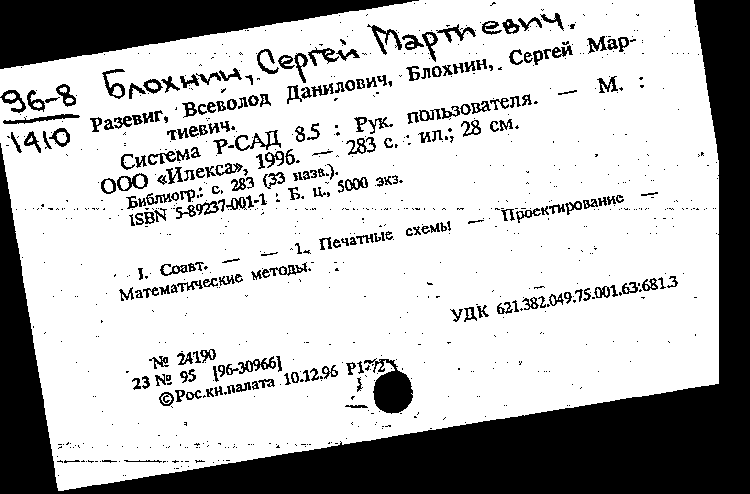 Блохнин, Сергей Мартиевич.
96-8
1410
Разевиг, Всеволод Данилович, Блохнин, Сергей Мар-
тиевич.
Система Р-САД 8.5 : Рук. пользователя. — М. :
ООО «Илекса», 1996. — 283 с. : ил.; 28 см.
Библиогр.: с. 283 (33 назв.).
ISBN 5-89237-001-1 : Б. ц., 5000 экз.
I. Соавт. — — 1. Печатные схемы — Проектирование —
Математические методы.
УДК 621.382.049.75.001.63:681.3
№ 24190
23 № 95 [96-30966]
©Рос.кн.палата 10.12.96